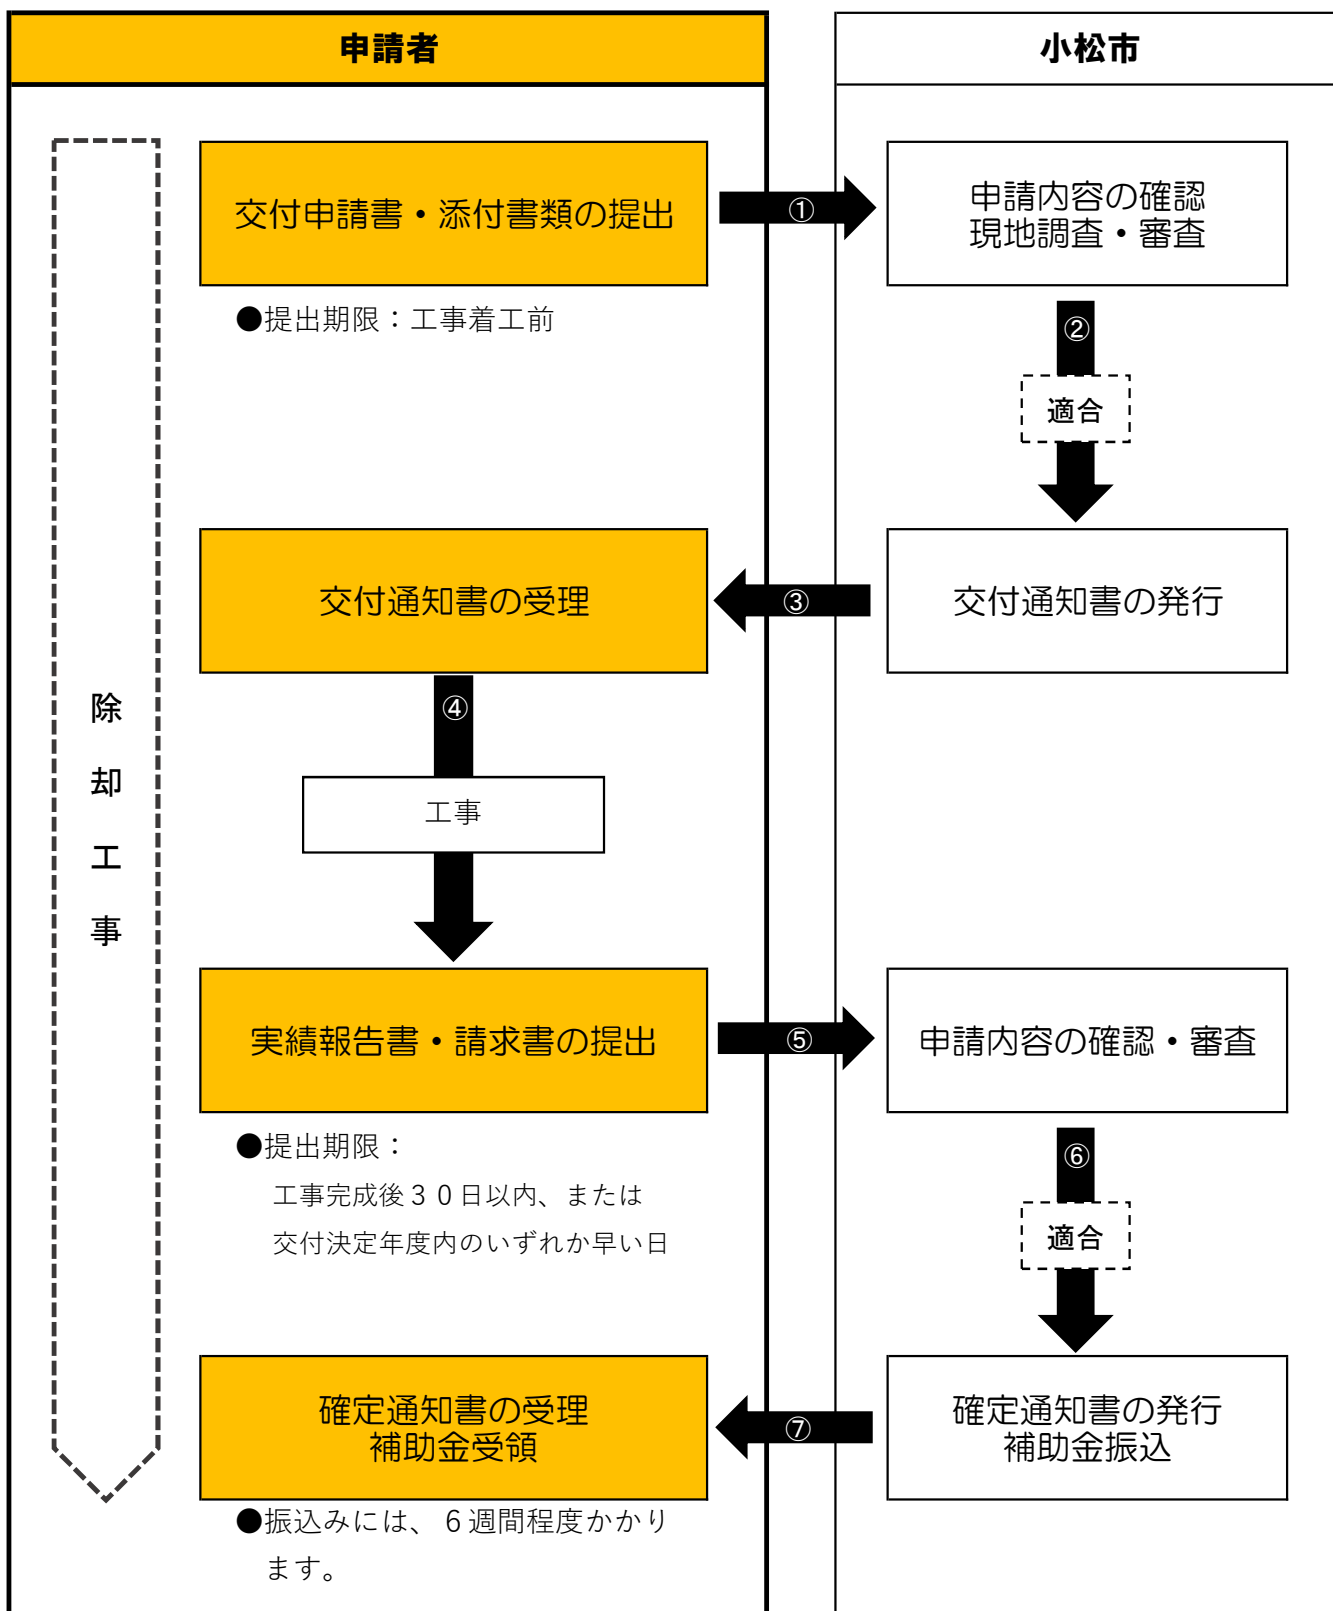 申請者
小松市
交付申請書・添付書類の提出
①
申請内容の確認
現地調査・審査
●提出期限：工事着工前
②
適合
交付通知書の受理
③
交付通知書の発行
④
工事
除却工事
実績報告書・請求書の提出
⑤
申請内容の確認・審査
●提出期限：
工事完成後３０日以内、または
交付決定年度内のいずれか早い日
⑥
適合
確定通知書の受理
補助金受領
⑦
確定通知書の発行
補助金振込
●振込みには、６週間程度かかり
ます。